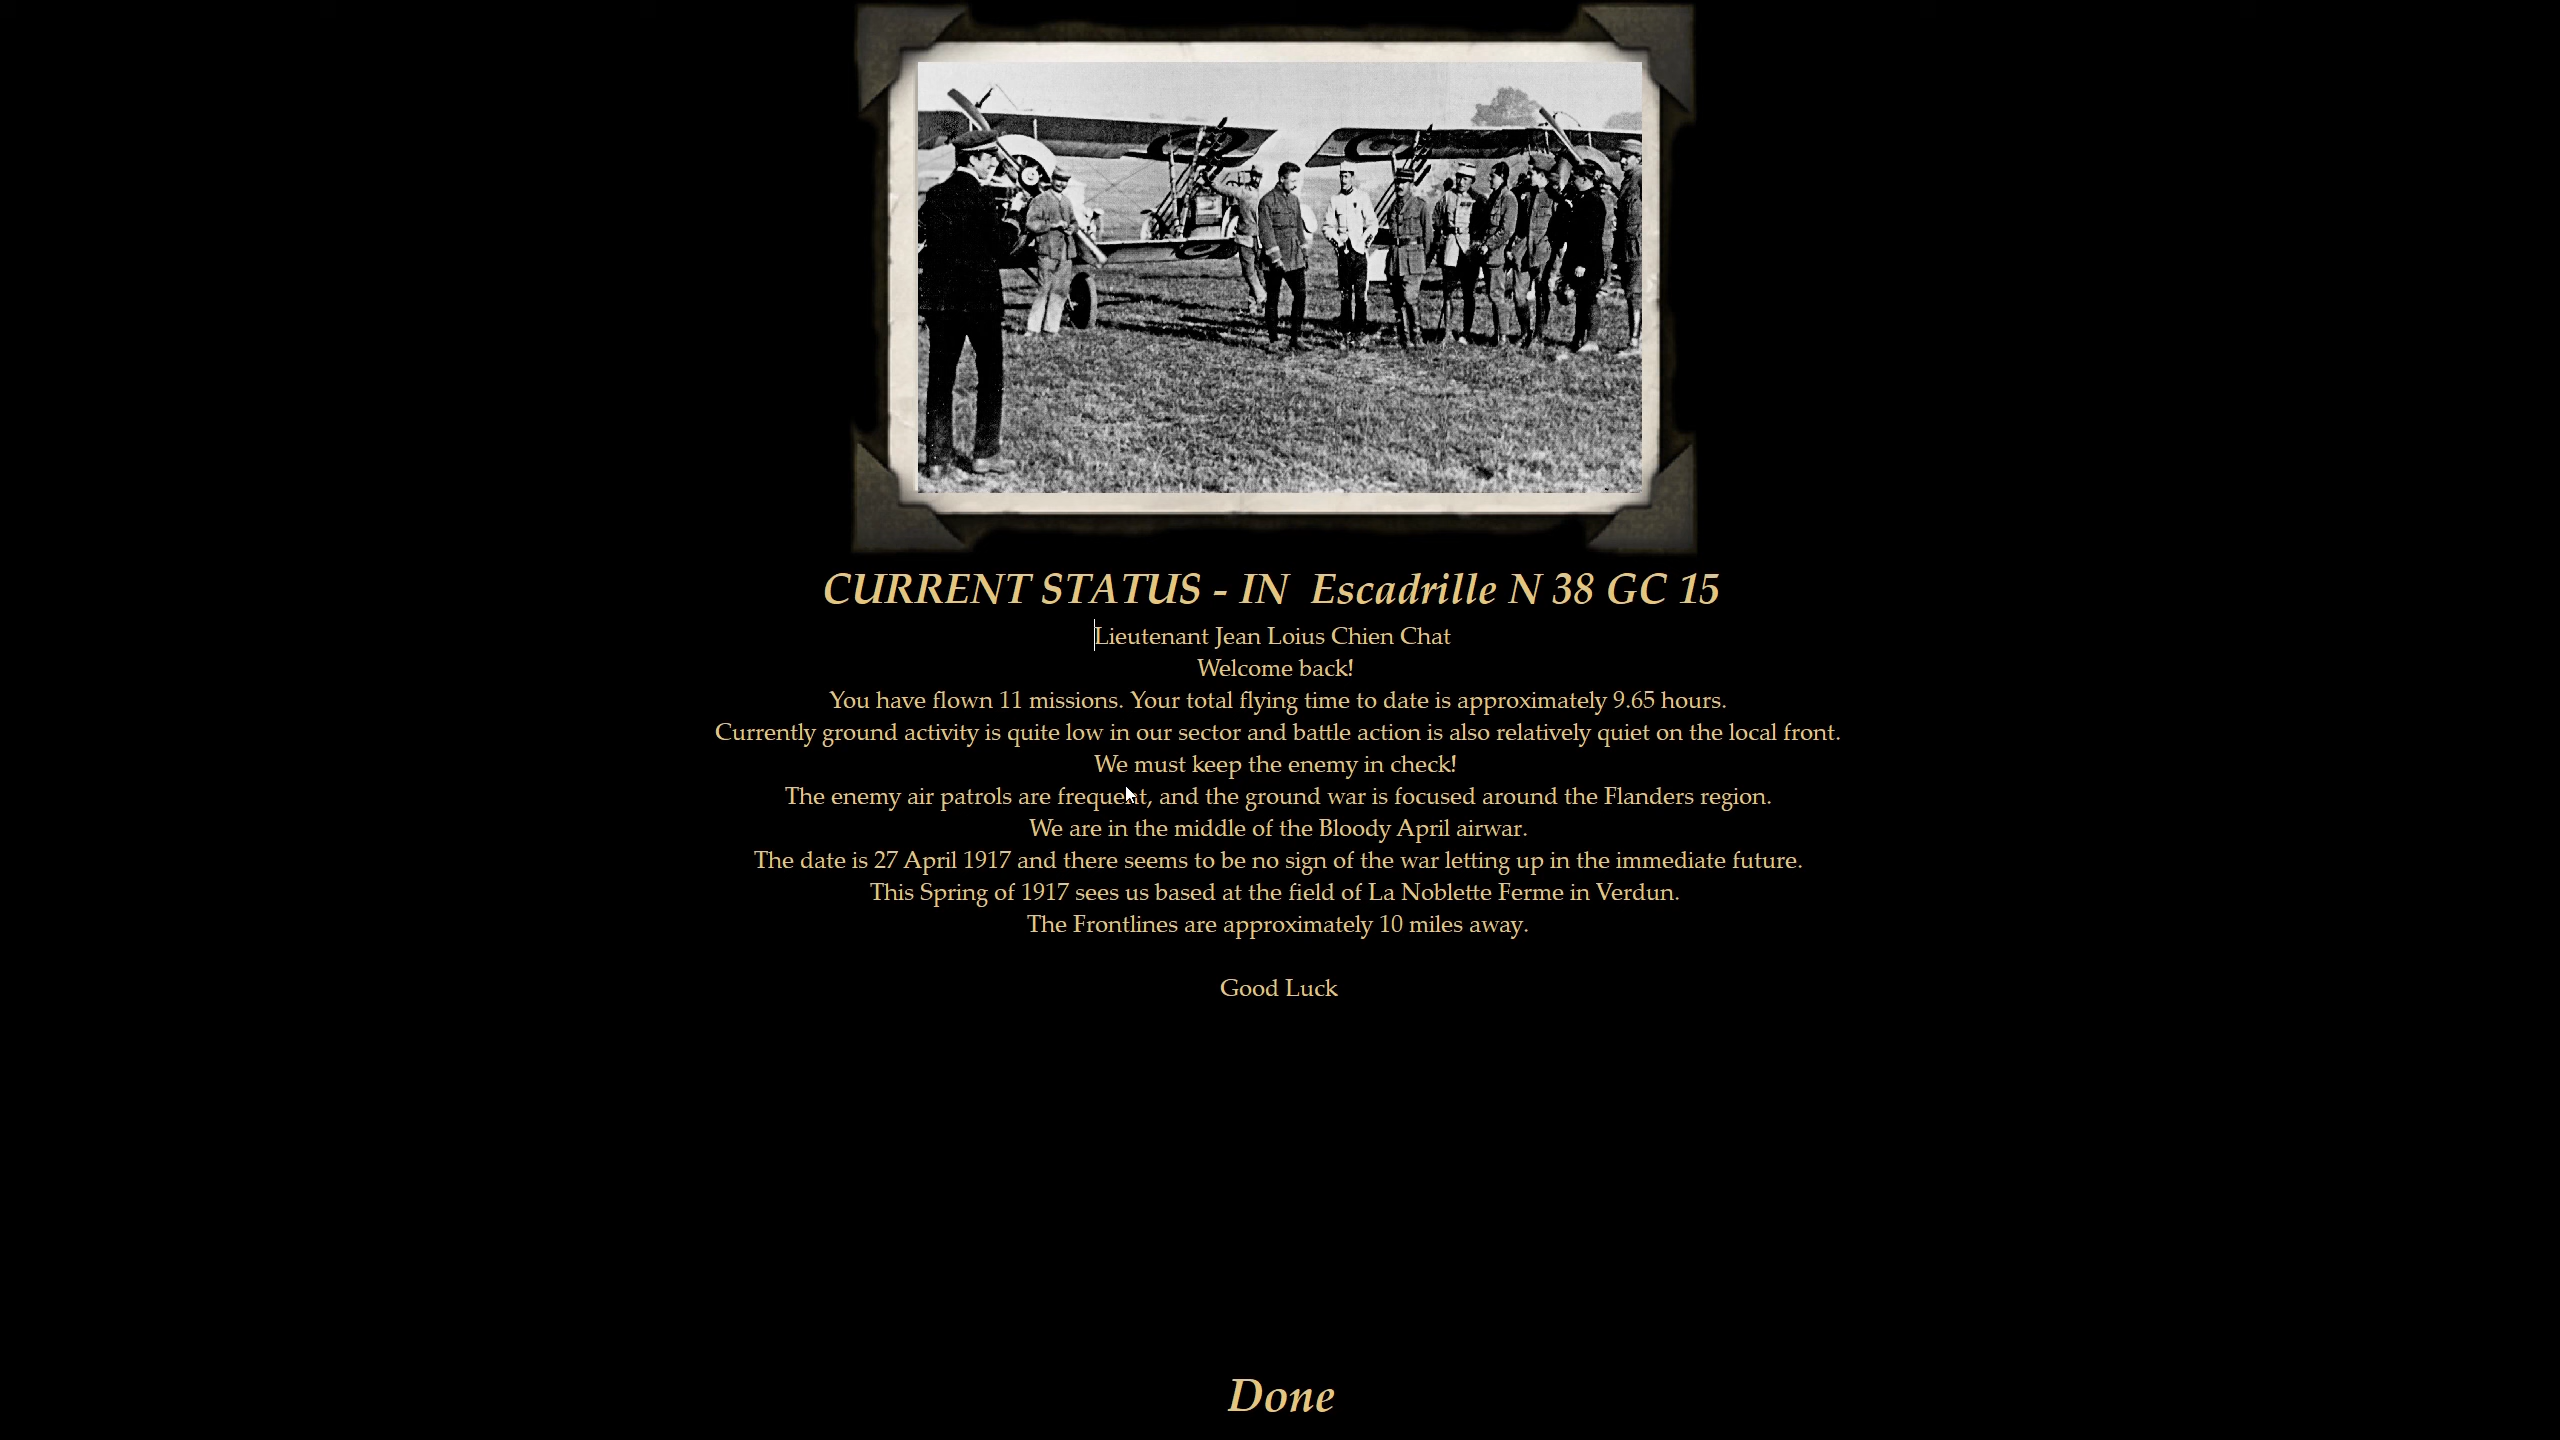 CURRENT STATUS - IN  Escadrille N 38 GC 15
Lieutenant Jean Loius Chien Chat
Welcome back!
You have flown 11 missions. Your total flying time to date is approximately 9.65 hours.
Currently ground activity is quite low in our sector and battle action is also relatively quiet on the local front.
We must keep the enemy in check!
The enemy air patrols are frequent, and the ground war is focused around the Flanders region.
We are in the middle of the Bloody April airwar.
The date is 27 April 1917 and there seems to be no sign of the war letting up in the immediate future.
This Spring of 1917 sees us based at the field of La Noblette Ferme in Verdun.
The Frontlines are approximately 10 miles away.
Good Luck
Done